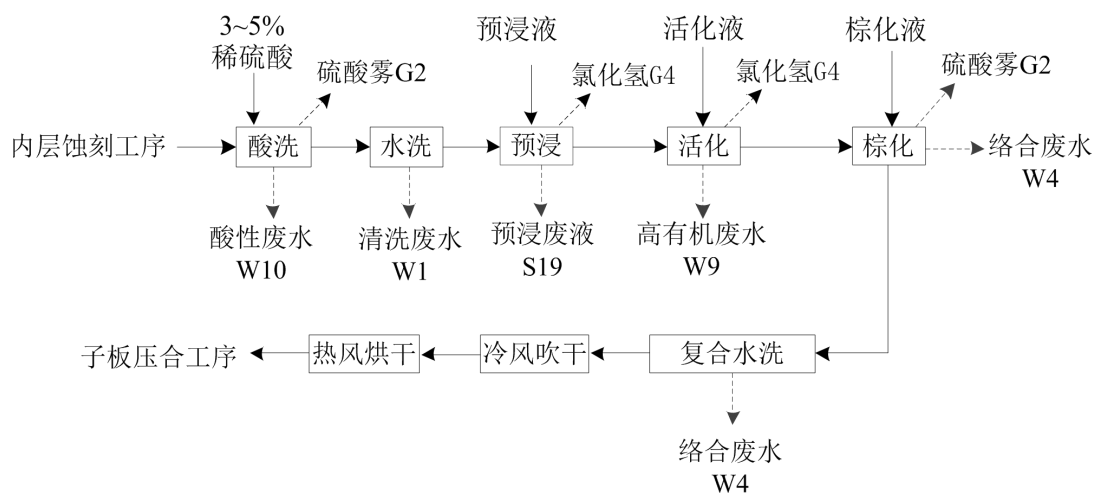 3~5%
稀硫酸
硫酸雾G2
预浸液
氯化氢G4
活化液
氯化氢G4
棕化液
硫酸雾G2
内层蚀刻工序
酸洗
水洗
预浸
活化
棕化
络合废水
W4
酸性废水
W10
清洗废水
W1
预浸废液
S19
高有机废水
W9
子板压合工序
热风烘干
冷风吹干
复合水洗
络合废水
W4